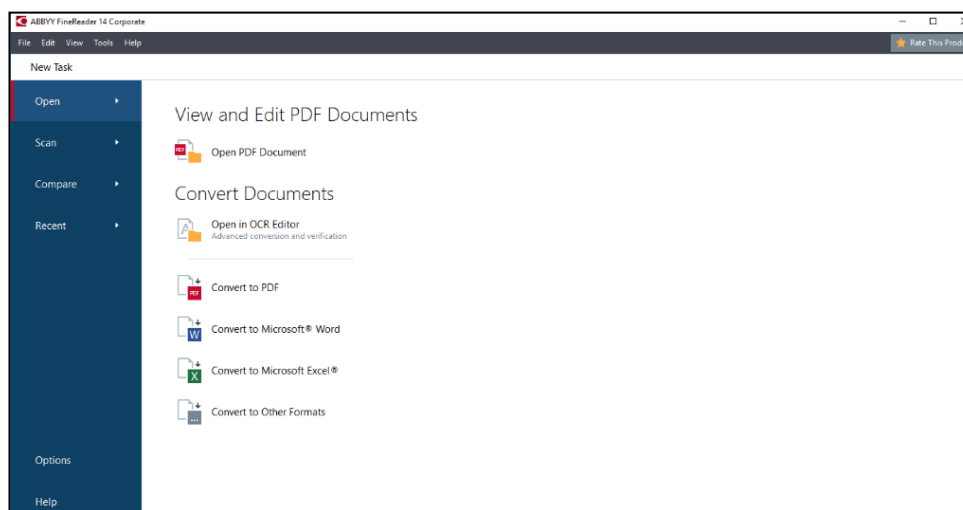 ABBYY FineReader 14 Corporate
File Edit View Tools Help
Rate This Prod
New Task
Open
Scan
Compare
Recent
Options
Help
View and Edit PDF Documents
PDF
Open PDF Document
Convert Documents
A
Open in OCR Editor
Advanced conversion and verification
PDF
Convert to PDF
W
Convert to Microsoft® Word
X
Convert to Microsoft Excel®
...
Convert to Other Formats